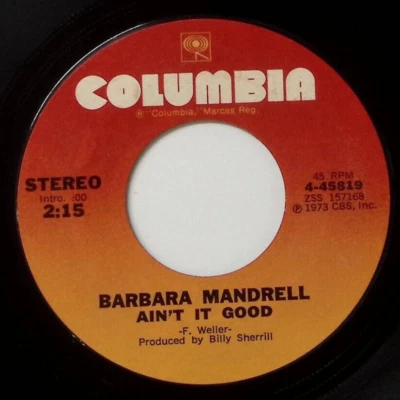 COLUMBIA
® "Columbia," Marcas Reg.
STEREO
Intro. :00
2:15
45 RPM
4-45819
ZSS 157168
℗ 1973 CBS, Inc.
BARBARA MANDRELL
AIN'T IT GOOD
-F. Weller-
Produced by Billy Sherrill